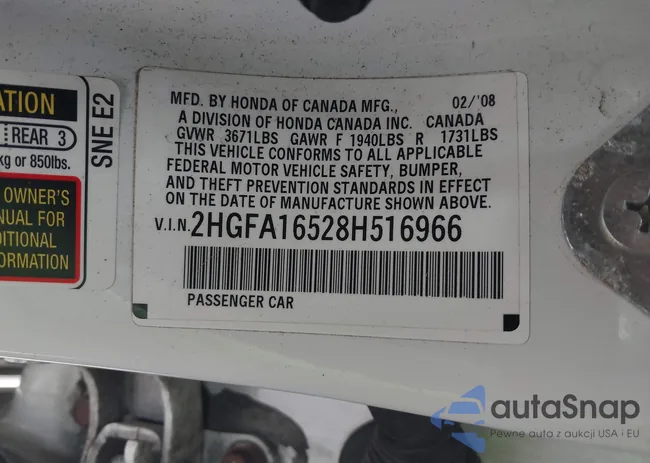 ATION
REAR 3
kg or 850lbs.
OWNER'S
NUAL FOR
DITIONAL
FORMATION
SNE E2
MFD. BY HONDA OF CANADA MFG., 02/'08
A DIVISION OF HONDA CANADA INC. CANADA
GVWR 3671LBS GAWR F 1940LBS R 1731LBS
THIS VEHICLE CONFORMS TO ALL APPLICABLE
FEDERAL MOTOR VEHICLE SAFETY, BUMPER,
AND THEFT PREVENTION STANDARDS IN EFFECT
ON THE DATE OF MANUFACTURE SHOWN ABOVE.
V.I.N. 2HGFA16528H516966
PASSENGER CAR
autaSnap
Pewne auta z aukcji USA i EU